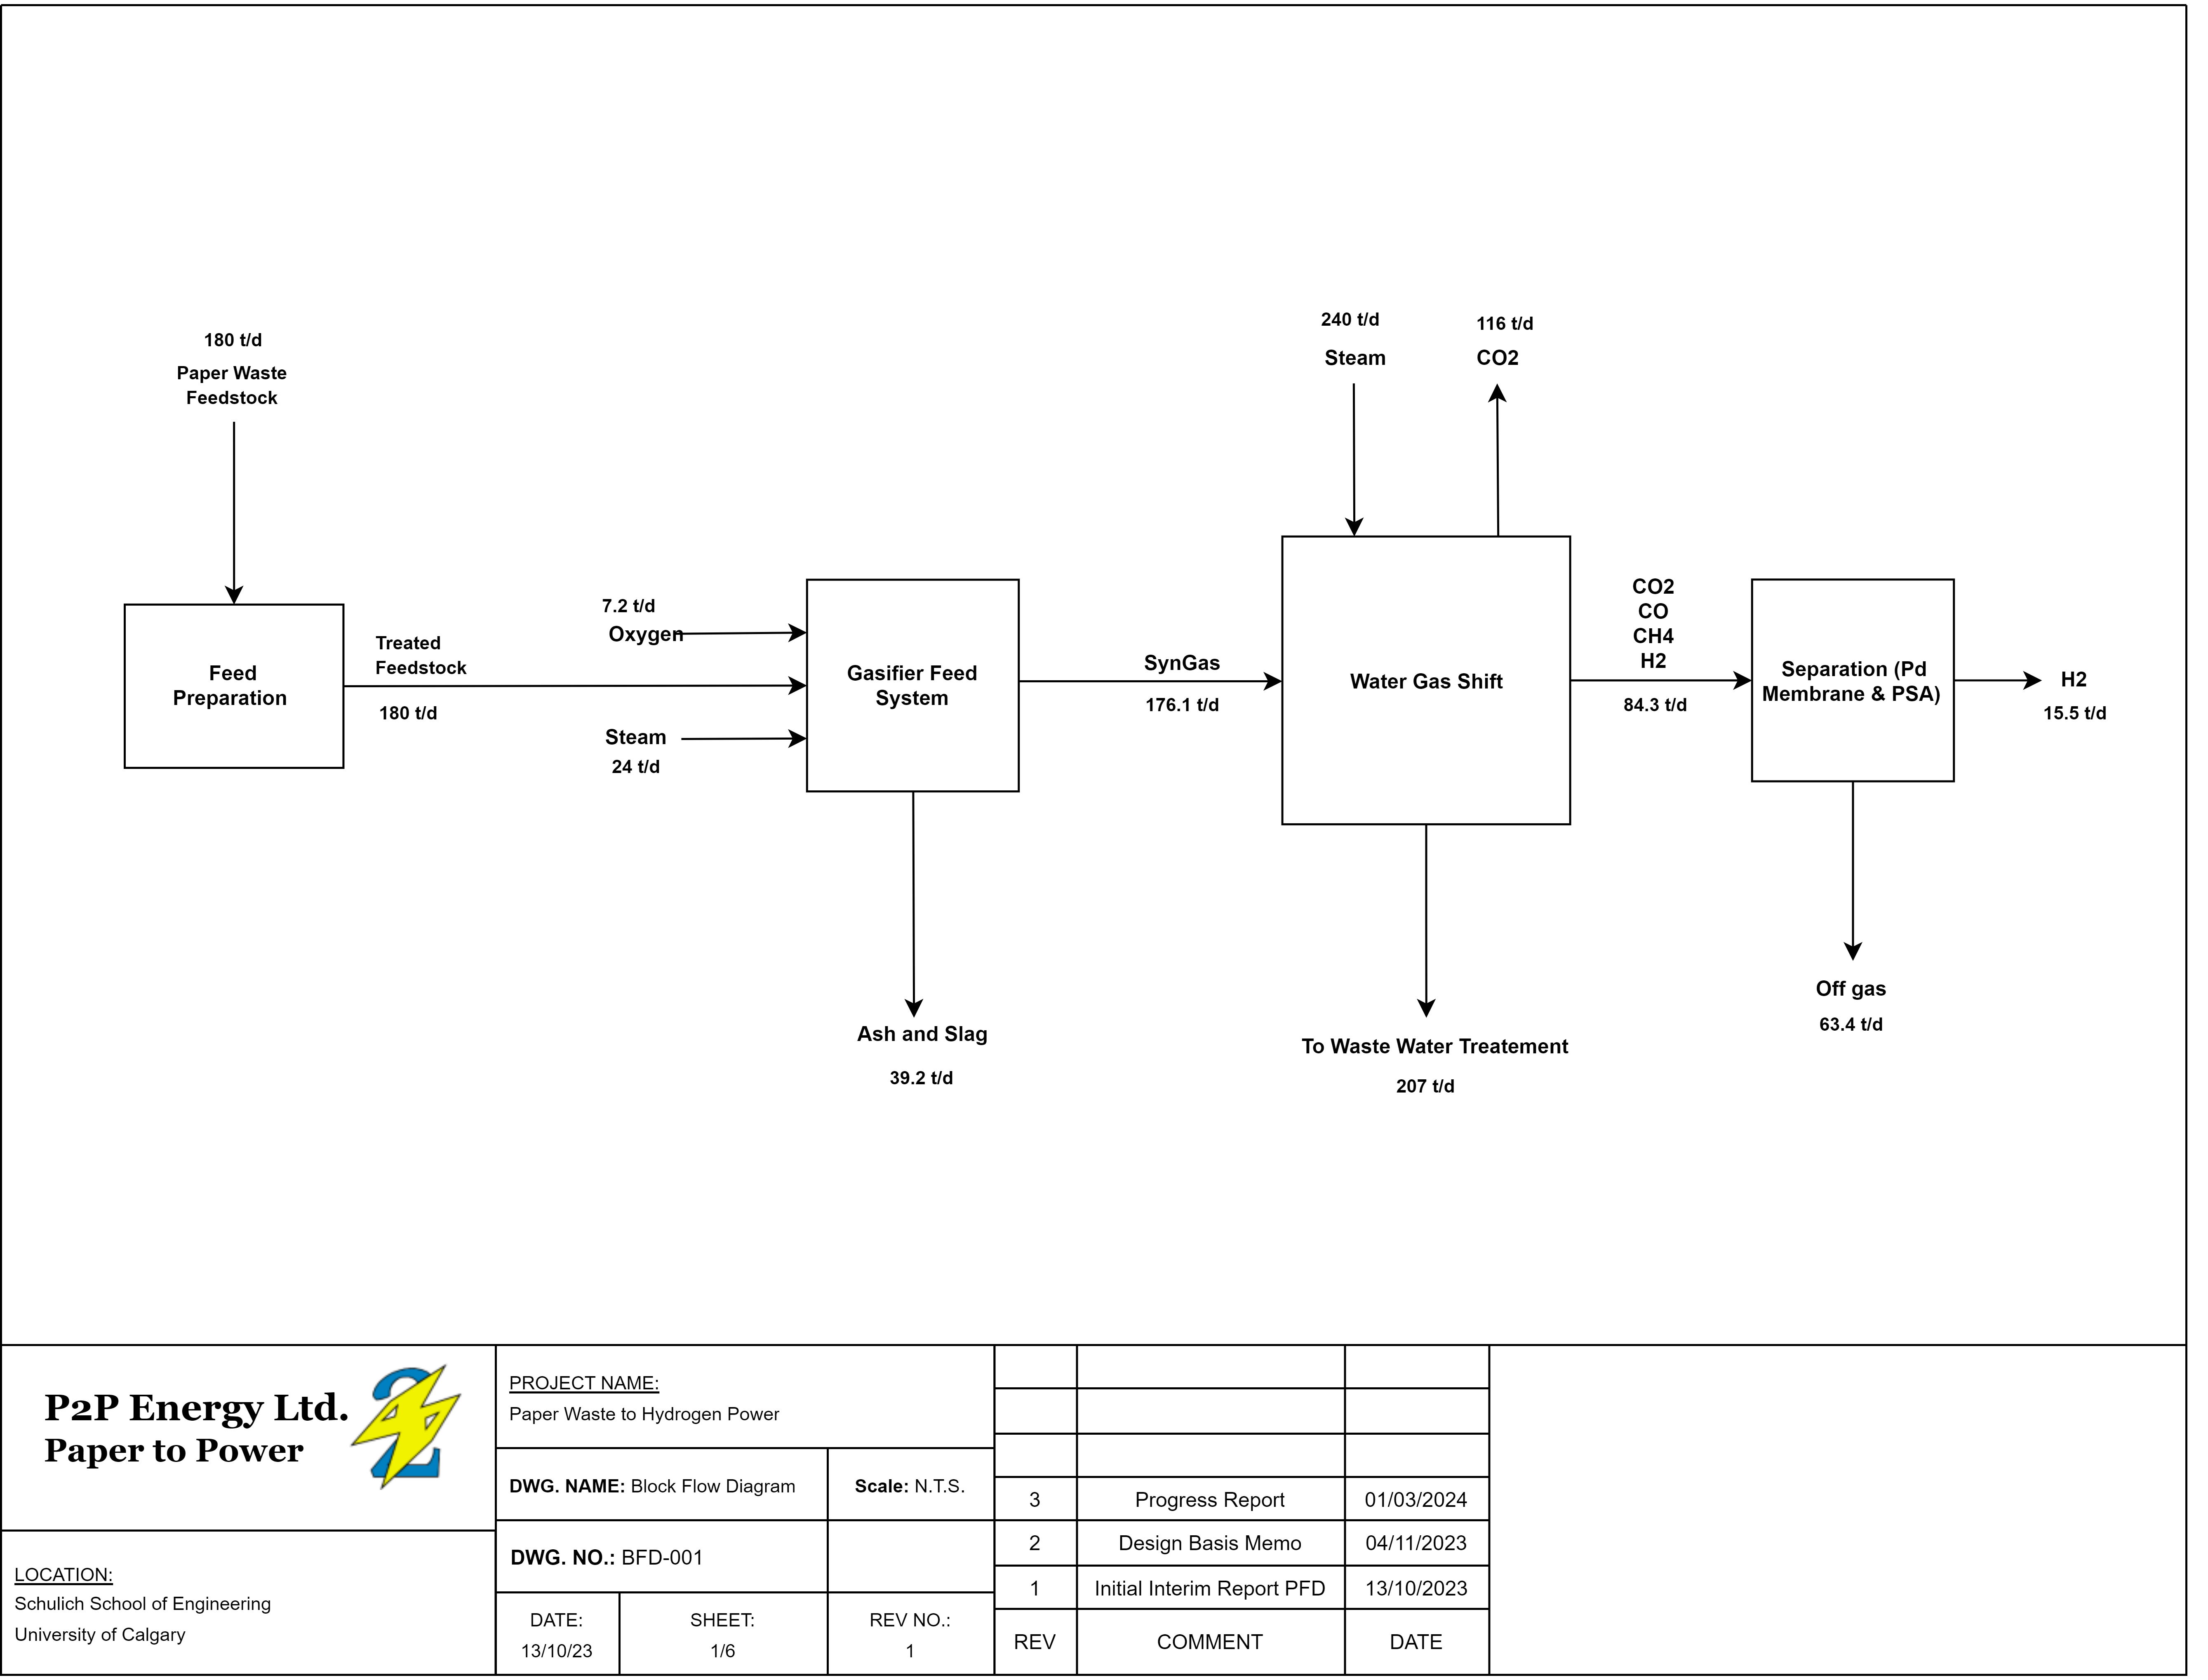 180 t/d
Paper Waste
Feedstock
Feed
Preparation
Treated
Feedstock
180 t/d
7.2 t/d
Oxygen
Steam
24 t/d
Gasifier Feed
System
Ash and Slag
39.2 t/d
SynGas
176.1 t/d
240 t/d
Steam
116 t/d
CO2
Water Gas Shift
To Waste Water Treatement
207 t/d
CO2
CO
CH4
H2
84.3 t/d
Separation (Pd
Membrane & PSA)
H2
15.5 t/d
Off gas
63.4 t/d
P2P Energy Ltd.
Paper to Power
2
LOCATION:
Schulich School of Engineering
University of Calgary
PROJECT NAME:
Paper Waste to Hydrogen Power
DWG. NAME: Block Flow Diagram
Scale: N.T.S.
DWG. NO.: BFD-001
DATE:
13/10/23
SHEET:
1/6
REV NO.:
1
3 Progress Report 01/03/2024
2 Design Basis Memo 04/11/2023
1 Initial Interim Report PFD 13/10/2023
REV COMMENT DATE